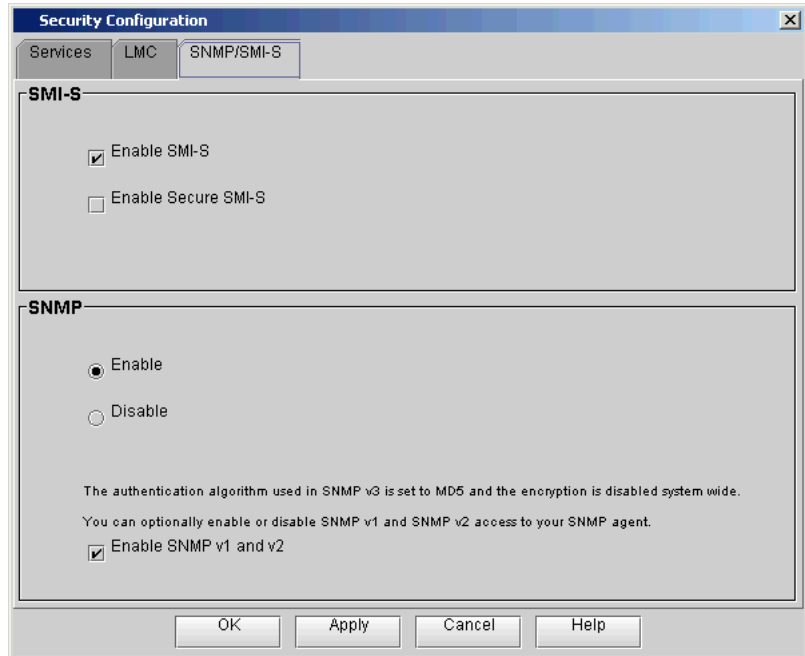 Security Configuration
Services LMC SNMP/SMI-S
SMI-S
Enable SMI-S
Enable Secure SMI-S
SNMP
Enable
Disable
The authentication algorithm used in SNMP v3 is set to MD5 and the encryption is disabled system wide.
You can optionally enable or disable SNMP v1 and SNMP v2 access to your SNMP agent.
Enable SNMP v1 and v2
OK Apply Cancel Help